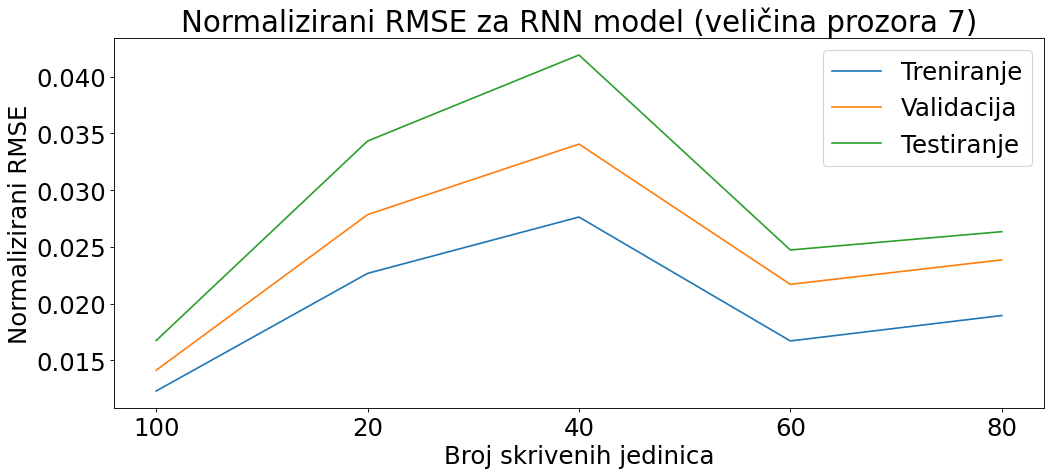 Normalizirani RMSE za RNN model (veličina prozora 7)
Normalizirani RMSE
0.040
0.035
0.030
0.025
0.020
0.015
Treniranje
Validacija
Testiranje
100 20 40 60 80
Broj skrivenih jedinica